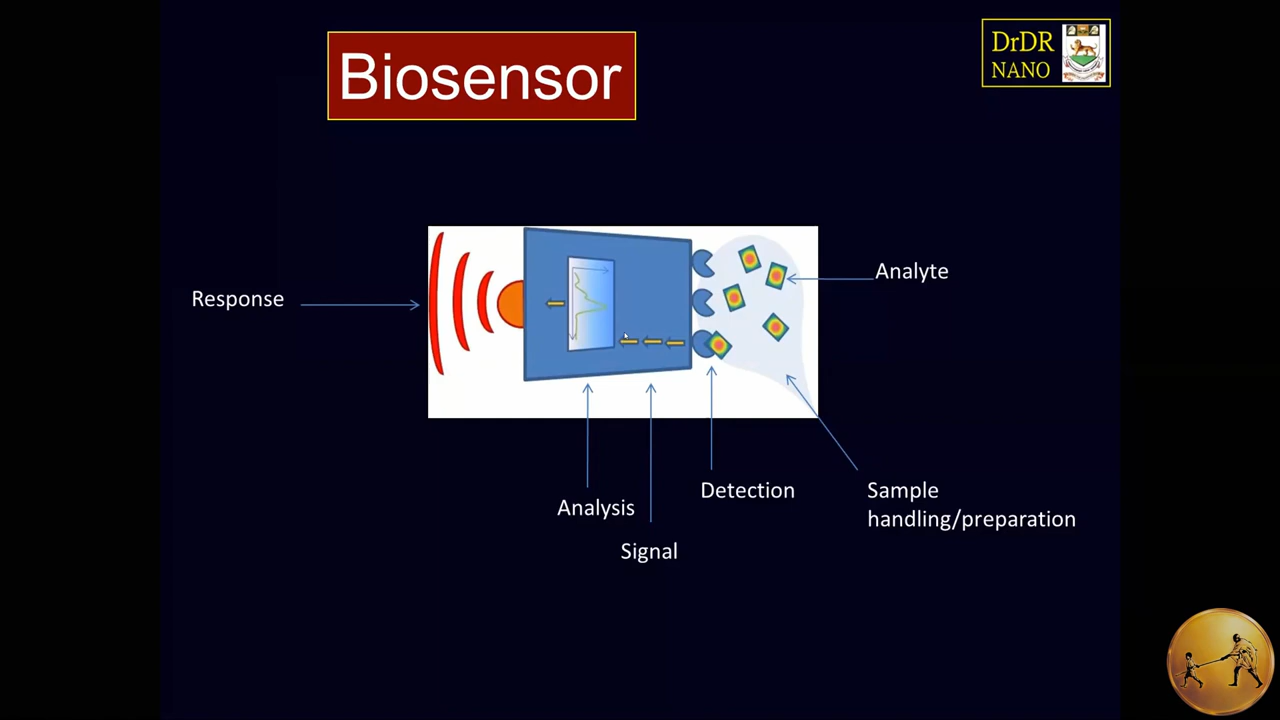 Biosensor
DrDR
NANO
Analyte
Response
Detection
Sample
handling/preparation
Analysis
Signal